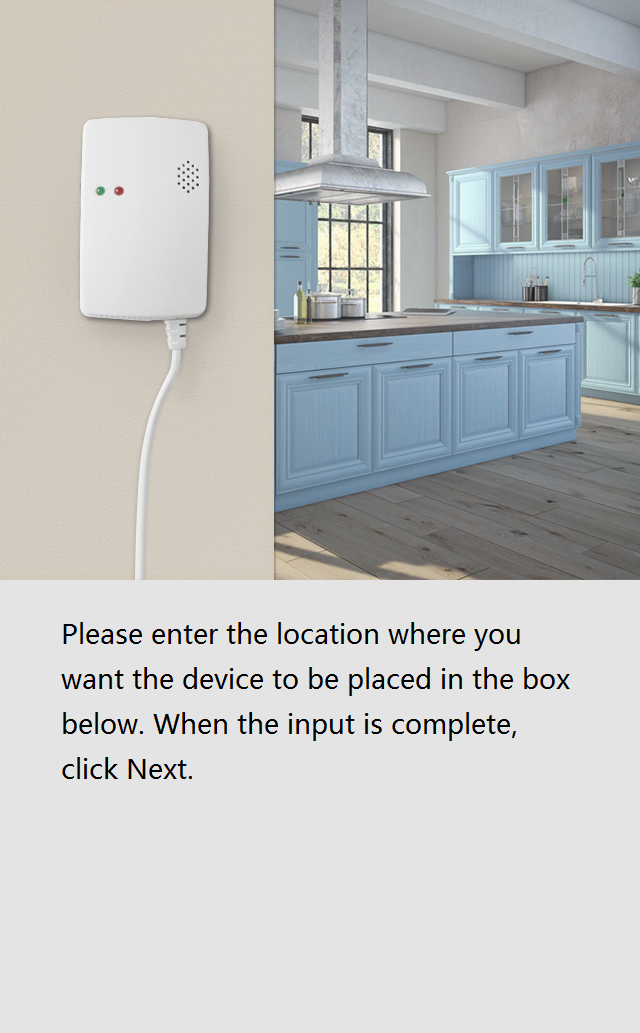 Please enter the location where you
want the device to be placed in the box
below. When the input is complete,
click Next.